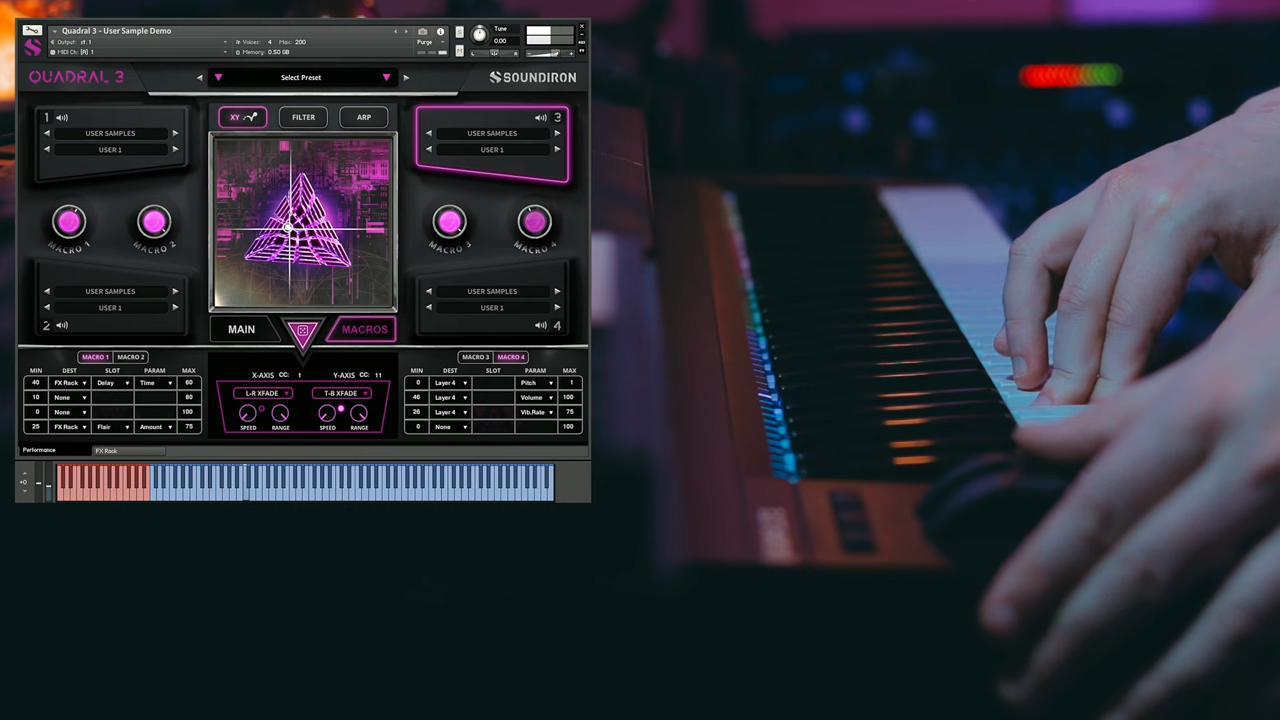 Quadral 3 - User Sample Demo
Output: st.1
Voices: 4 Max: 200
Purge
MIDI Ch: [A] 1
Memory: 0.50 GB
S
M
Tune
0.00
L
R
QUADRAL 3
Select Preset
SOUNDIRON
1
USER SAMPLES
USER 1
XY
FILTER
ARP
3
USER SAMPLES
USER 1
MACRO 1
MACRO 2
MACRO 3
MACRO 4
USER SAMPLES
USER 1
2
USER SAMPLES
USER 1
4
MAIN
MACROS
MACRO 1 MACRO 2
MIN DEST SLOT PARAM MAX
40 FX Rack Delay Time 60
10 None 80
0 None 100
25 FX Rack Flair Amount 75
X-AXIS CC: 1
Y-AXIS CC: 11
L-R XFADE
T-B XFADE
SPEED RANGE
SPEED RANGE
MACRO 3 MACRO 4
MIN DEST SLOT PARAM MAX
0 Layer 4 Pitch 1
46 Layer 4 Volume 100
26 Layer 4 Vib.Rate 75
0 None 100
Performance
FX Rack
+0